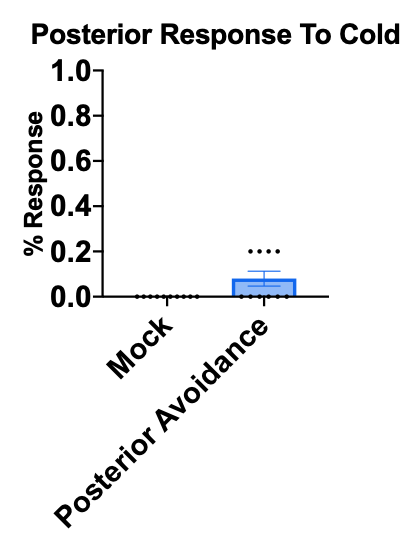 Posterior Response To Cold
% Response
1.0
0.8
0.6
0.4
0.2
0.0
Mock
Posterior Avoidance